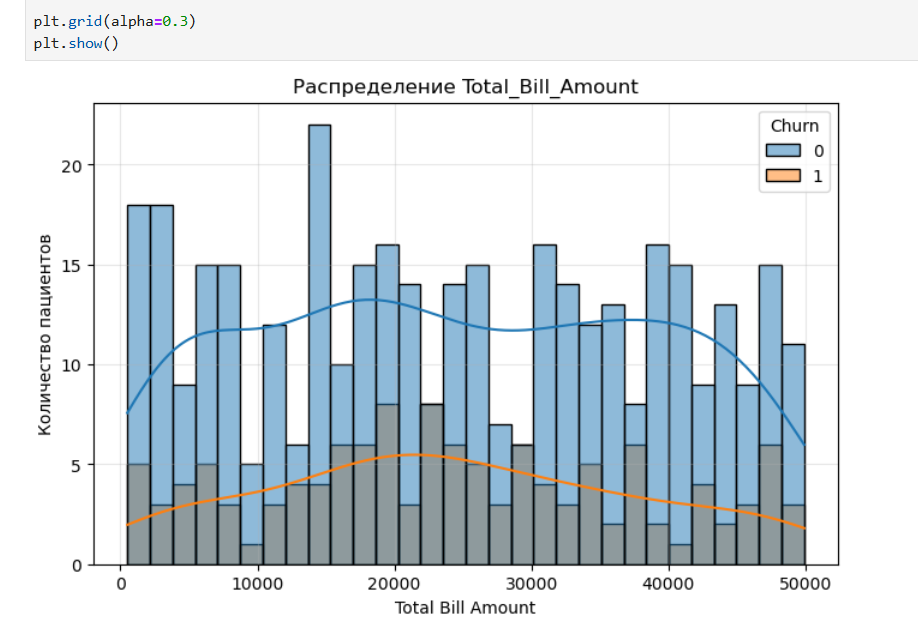 plt.grid(alpha=0.3)
plt.show()
Распределение Total_Bill_Amount
Churn
0
1
20
15
10
5
0
Количество пациентов
0 10000 20000 30000 40000 50000
Total Bill Amount